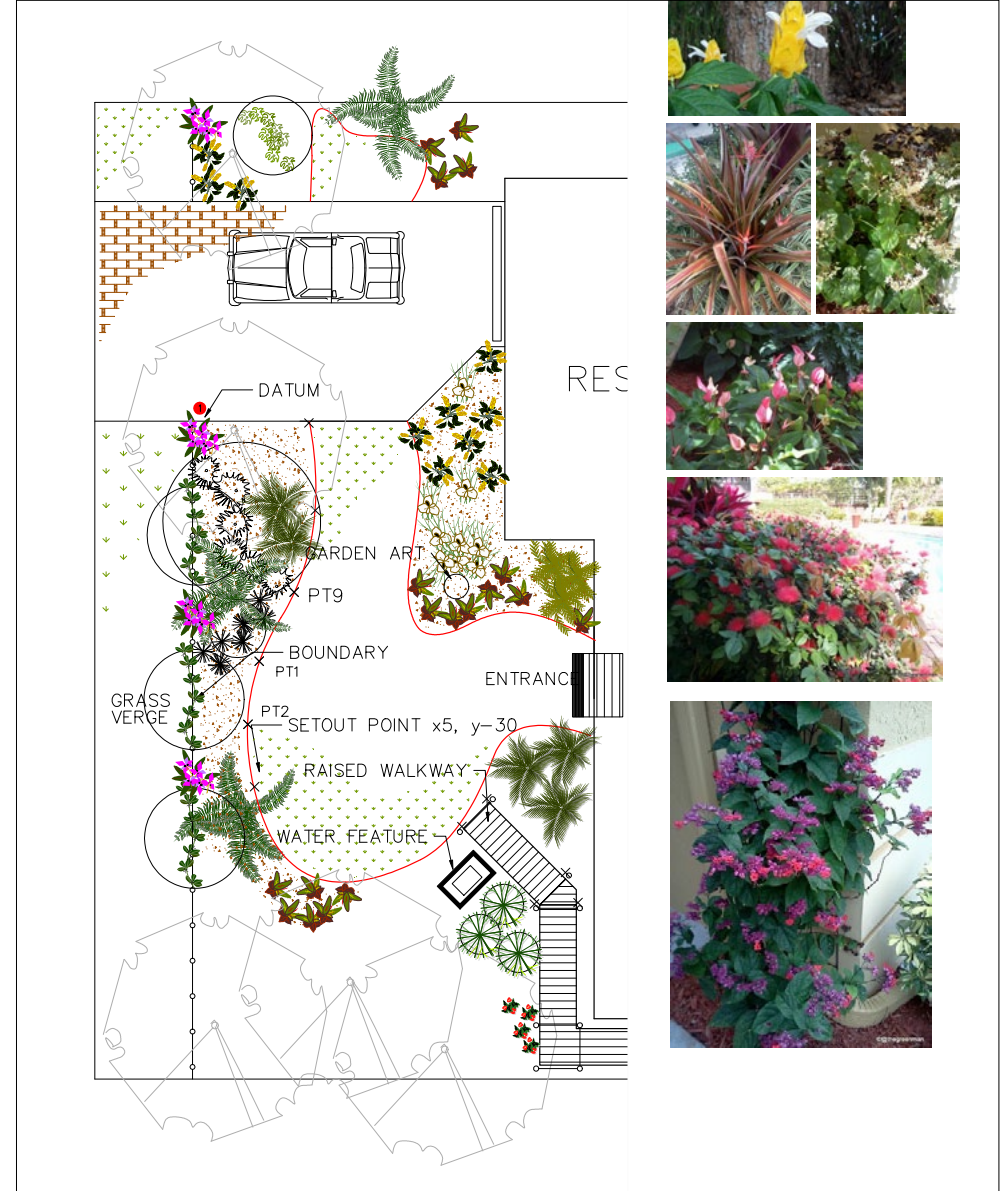 DATUM
1
RES
GARDEN ART
PT9
BOUNDARY
PT1
ENTRANCE
GRASS
VERGE
PT2
SETOUT POINT x5, y-30
RAISED WALKWAY
WATER FEATURE